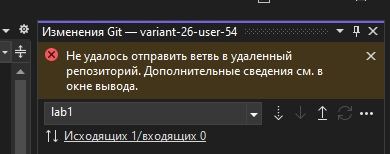 Изменения Git — variant-26-user-54
Не удалось отправить ветвь в удаленный
репозиторий. Дополнительные сведения см. в
окне вывода.
lab1
Исходящих 1/входящих 0